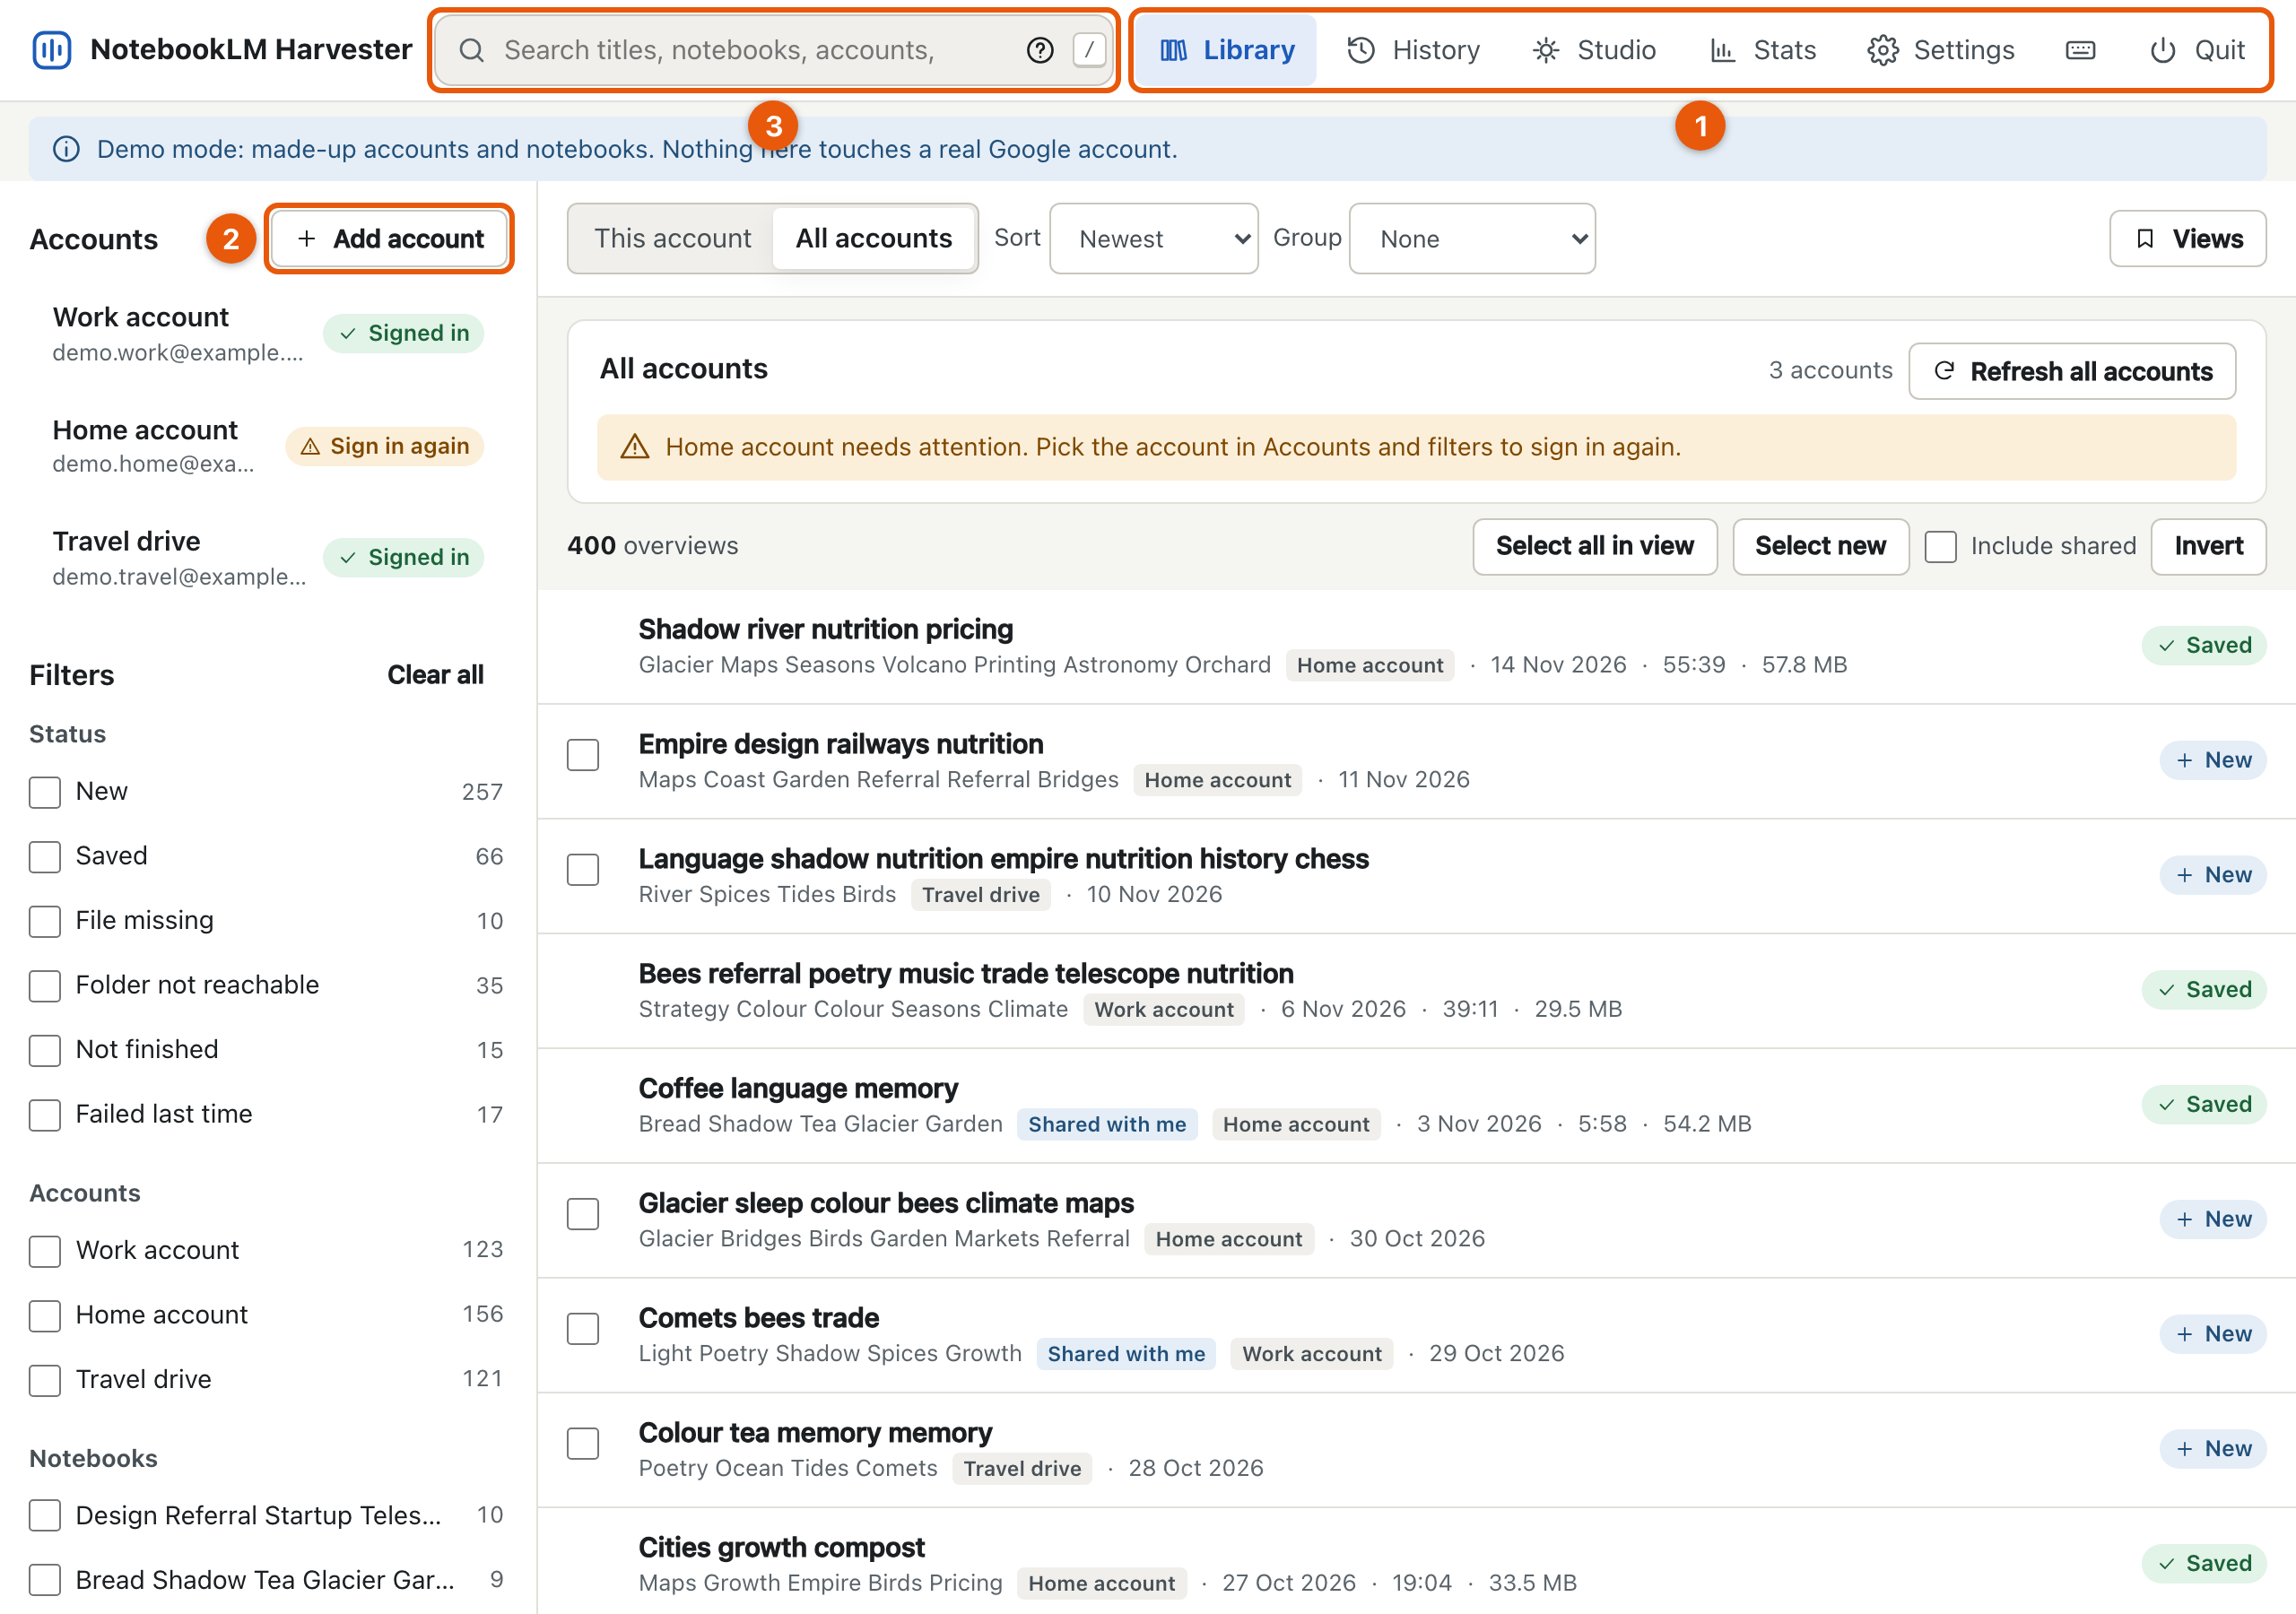 NotebookLM Harvester
Search titles, notebooks, accounts,
/
Library
History
Studio
Stats
Settings
Quit
3
1
Demo mode: made-up accounts and notebooks. Nothing here touches a real Google account.
Accounts
2
+ Add account
This account
All accounts
Sort
Newest
Group
None
Views
Work account
demo.work@example....
Signed in
Home account
demo.home@exa...
Sign in again
Travel drive
demo.travel@example...
Signed in
All accounts
3 accounts
Refresh all accounts
Home account needs attention. Pick the account in Accounts and filters to sign in again.
400 overviews
Select all in view
Select new
Include shared
Invert
Filters
Clear all
Status
New 257
Saved 66
File missing 10
Folder not reachable 35
Not finished 15
Failed last time 17
Accounts
Work account 123
Home account 156
Travel drive 121
Notebooks
Design Referral Startup Teles... 10
Bread Shadow Tea Glacier Gar... 9
Shadow river nutrition pricing
Glacier Maps Seasons Volcano Printing Astronomy Orchard Home account · 14 Nov 2026 · 55:39 · 57.8 MB
Saved
Empire design railways nutrition
Maps Coast Garden Referral Referral Bridges Home account · 11 Nov 2026
+ New
Language shadow nutrition empire nutrition history chess
River Spices Tides Birds Travel drive · 10 Nov 2026
+ New
Bees referral poetry music trade telescope nutrition
Strategy Colour Colour Seasons Climate Work account · 6 Nov 2026 · 39:11 · 29.5 MB
Saved
Coffee language memory
Bread Shadow Tea Glacier Garden Shared with me Home account · 3 Nov 2026 · 5:58 · 54.2 MB
Saved
Glacier sleep colour bees climate maps
Glacier Bridges Birds Garden Markets Referral Home account · 30 Oct 2026
+ New
Comets bees trade
Light Poetry Shadow Spices Growth Shared with me Work account · 29 Oct 2026
+ New
Colour tea memory memory
Poetry Ocean Tides Comets Travel drive · 28 Oct 2026
+ New
Cities growth compost
Maps Growth Empire Birds Pricing Home account · 27 Oct 2026 · 19:04 · 33.5 MB
Saved